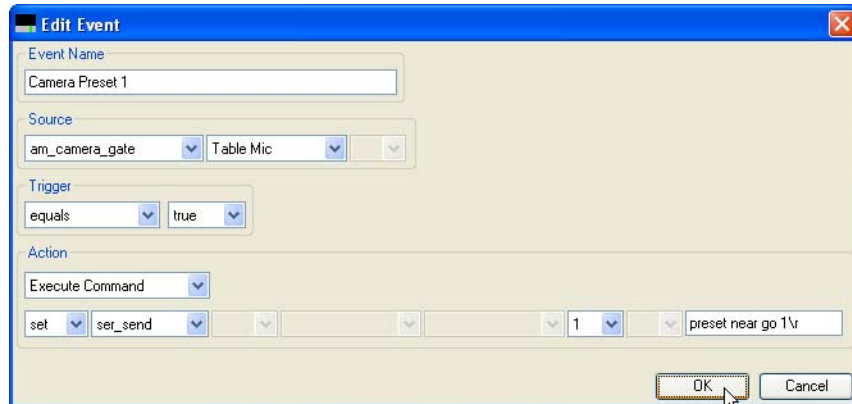 Edit Event
Event Name
Camera Preset 1
Source
am_camera_gate Table Mic
Trigger
equals true
Action
Execute Command
set ser_send 1 preset near go 1\r
OK Cancel